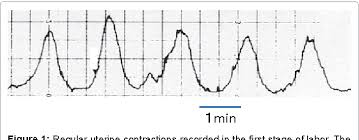 1min
Figure 1: Regular uterine contractions recorded in the first stage of labor. The